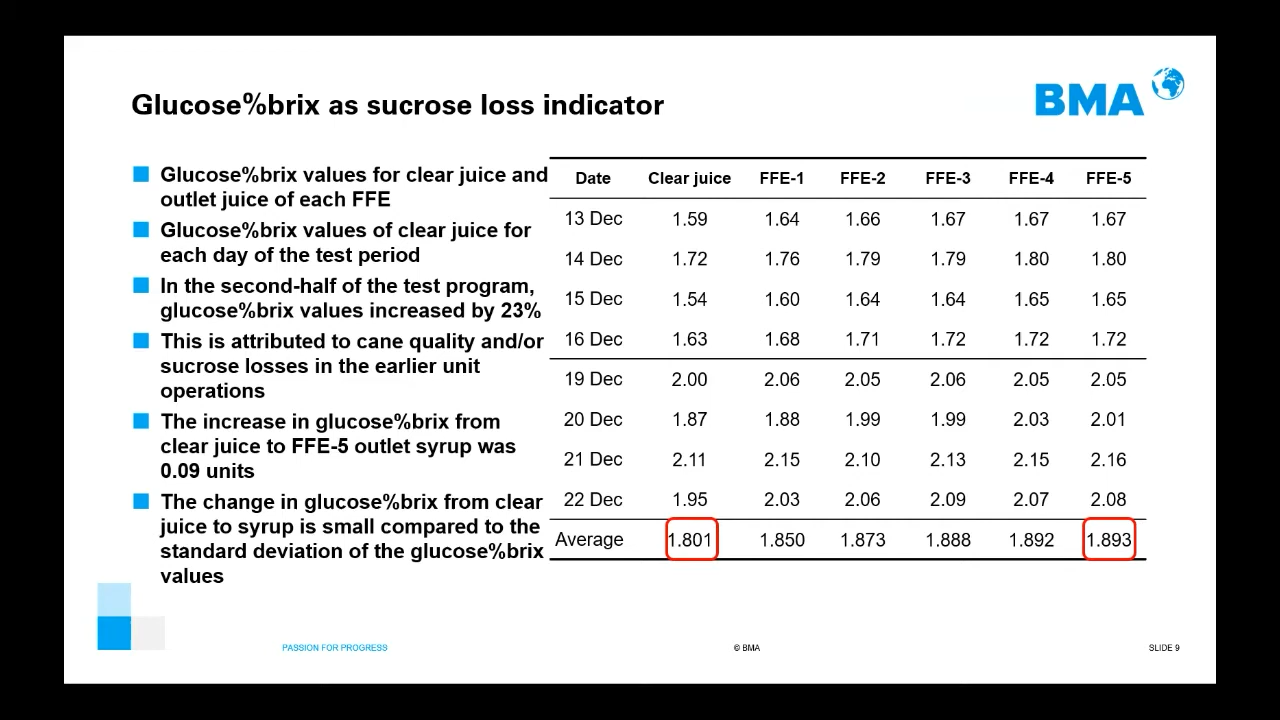 Glucose%brix as sucrose loss indicator
BMA
Glucose%brix values for clear juice and
outlet juice of each FFE
Glucose%brix values of clear juice for
each day of the test period
In the second-half of the test program,
glucose%brix values increased by 23%
This is attributed to cane quality and/or
sucrose losses in the earlier unit
operations
The increase in glucose%brix from
clear juice to FFE-5 outlet syrup was
0.09 units
The change in glucose%brix from clear
juice to syrup is small compared to the
standard deviation of the glucose%brix
values
Date Clear juice FFE-1 FFE-2 FFE-3 FFE-4 FFE-5
13 Dec 1.59 1.64 1.66 1.67 1.67 1.67
14 Dec 1.72 1.76 1.79 1.79 1.80 1.80
15 Dec 1.54 1.60 1.64 1.64 1.65 1.65
16 Dec 1.63 1.68 1.71 1.72 1.72 1.72
19 Dec 2.00 2.06 2.05 2.06 2.05 2.05
20 Dec 1.87 1.88 1.99 1.99 2.03 2.01
21 Dec 2.11 2.15 2.10 2.13 2.15 2.16
22 Dec 1.95 2.03 2.06 2.09 2.07 2.08
Average 1.801 1.850 1.873 1.888 1.892 1.893
PASSION FOR PROGRESS © BMA SLIDE 9